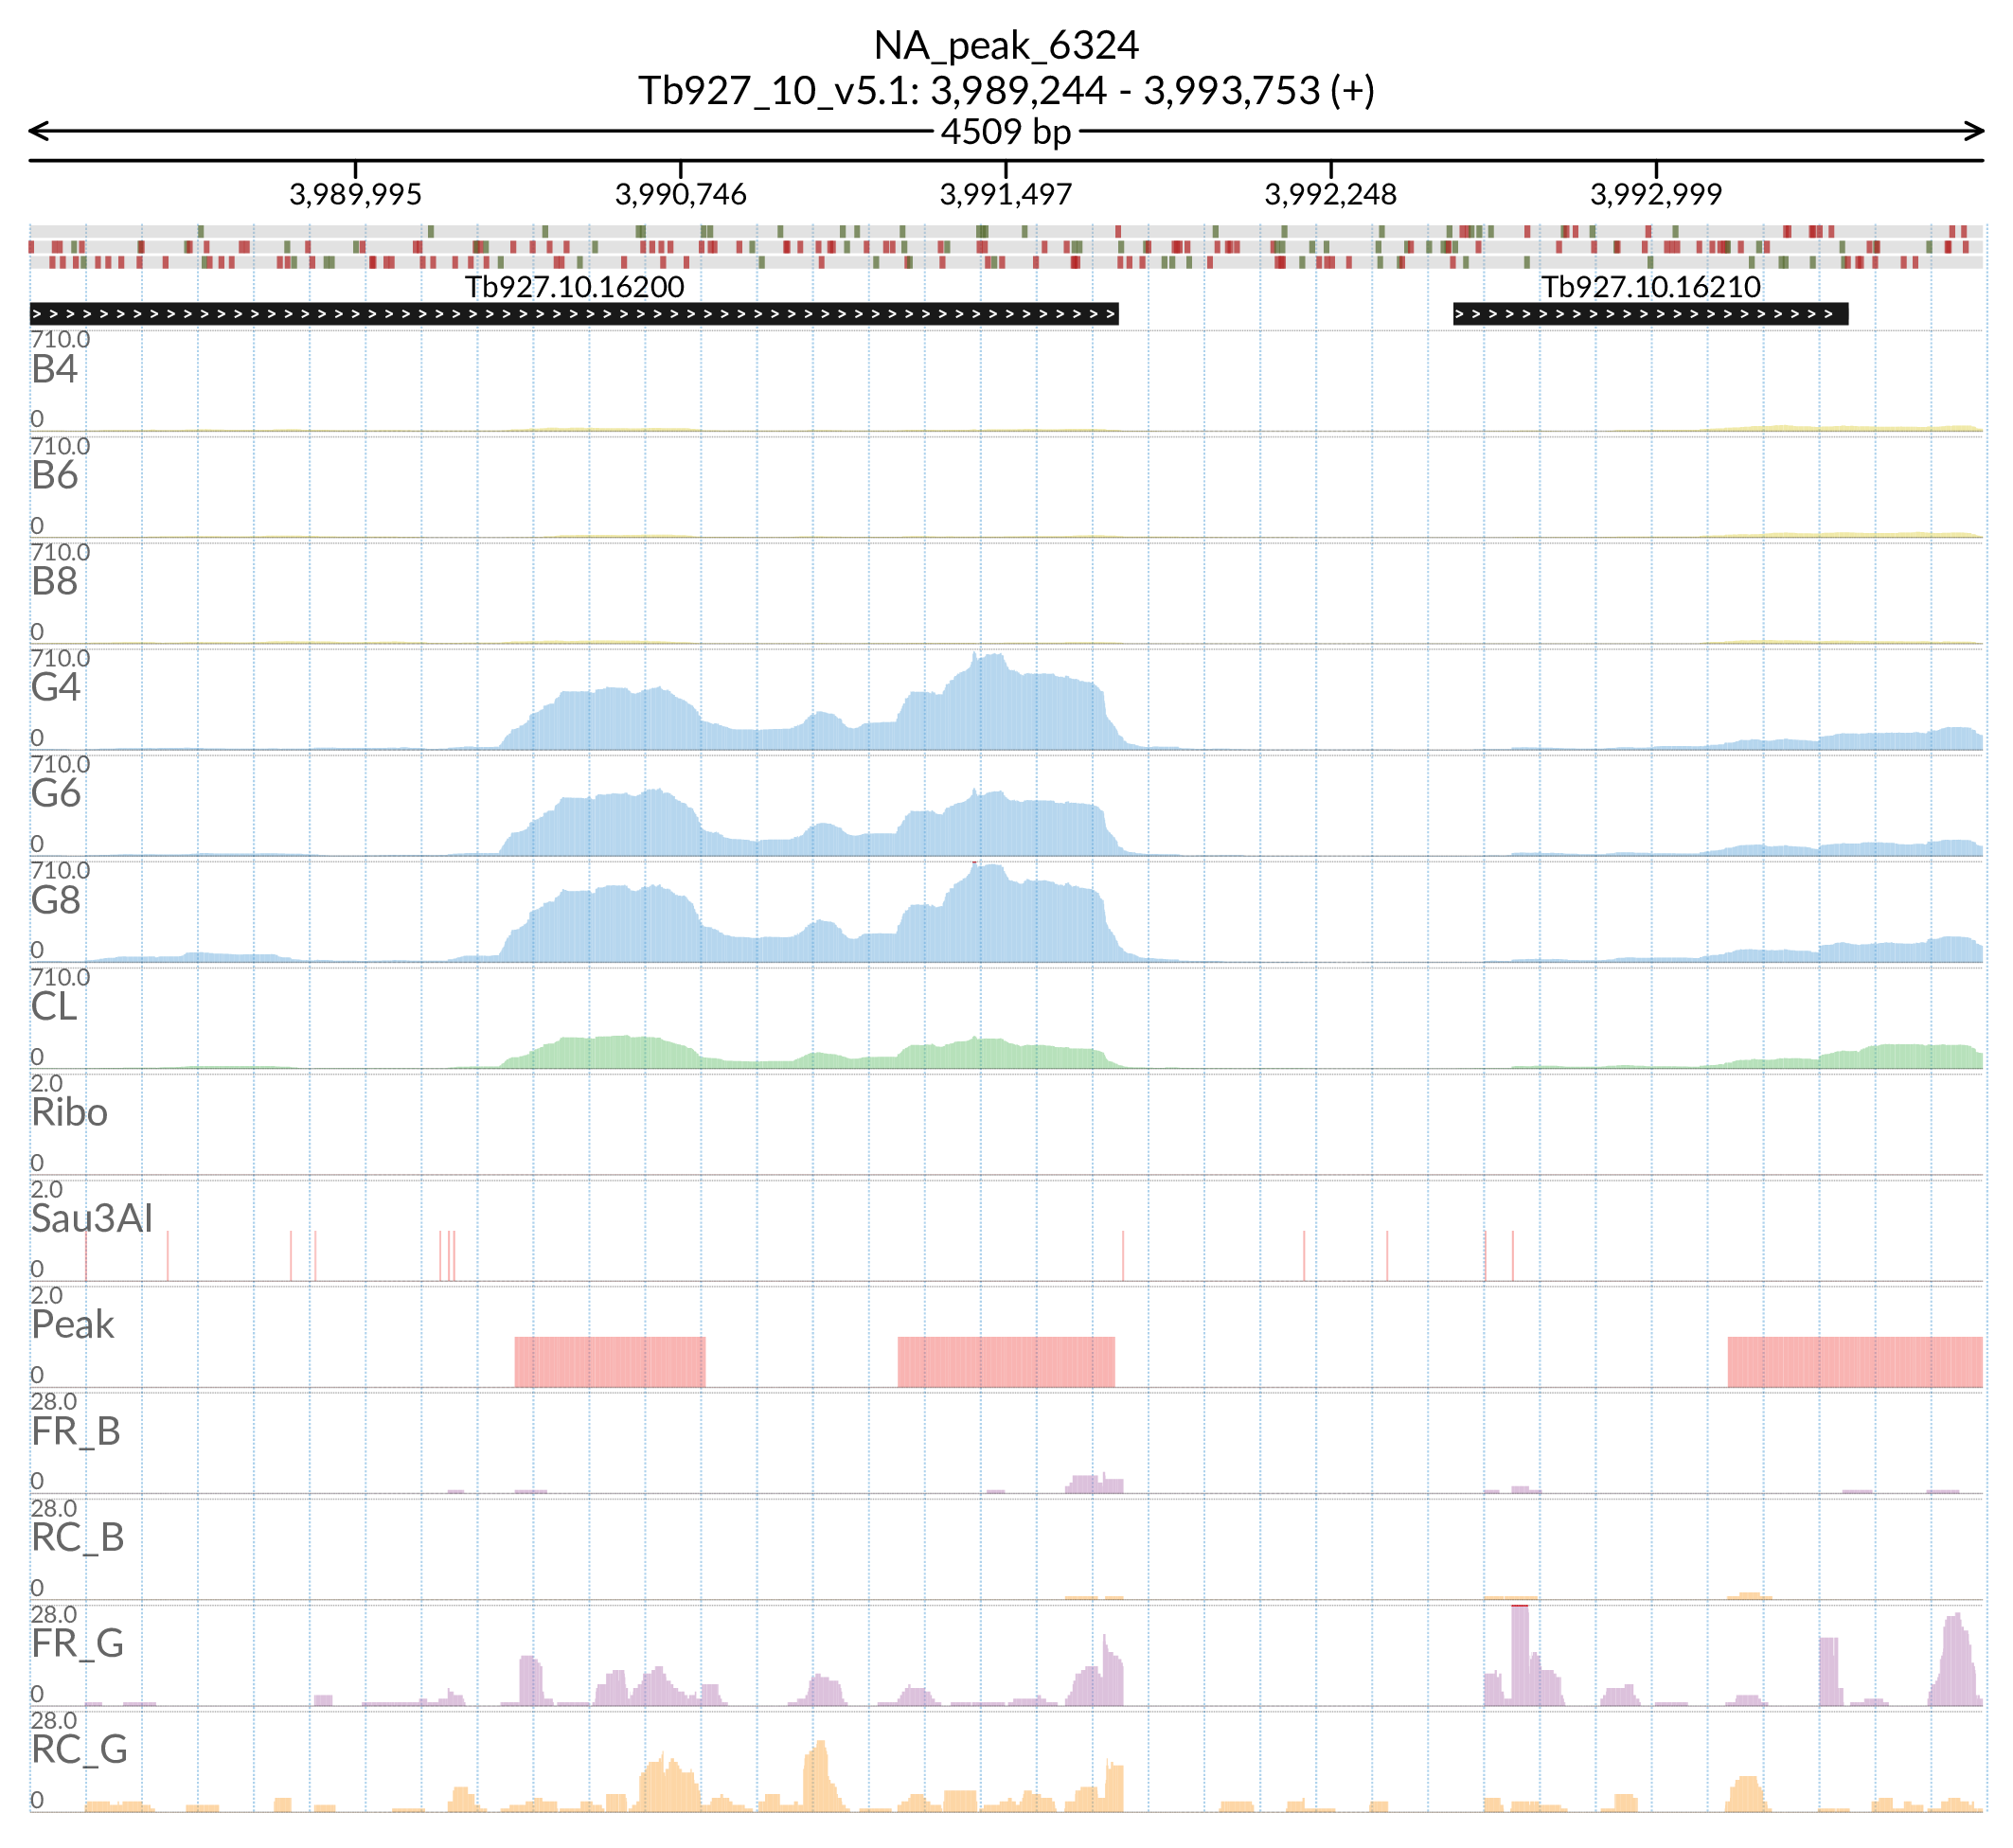 NA_peak_6324
Tb927_10_v5.1: 3,989,244 - 3,993,753 (+)
4509 bp
3,989,995 3,990,746 3,991,497 3,992,248 3,992,999
Tb927.10.16200 Tb927.10.16210
710.0
B4
0
710.0
B6
0
710.0
B8
0
710.0
G4
0
710.0
G6
0
710.0
G8
0
710.0
CL
0
2.0
Ribo
0
2.0
Sau3AI
0
2.0
Peak
0
28.0
FR_B
0
28.0
RC_B
0
28.0
FR_G
0
28.0
RC_G
0